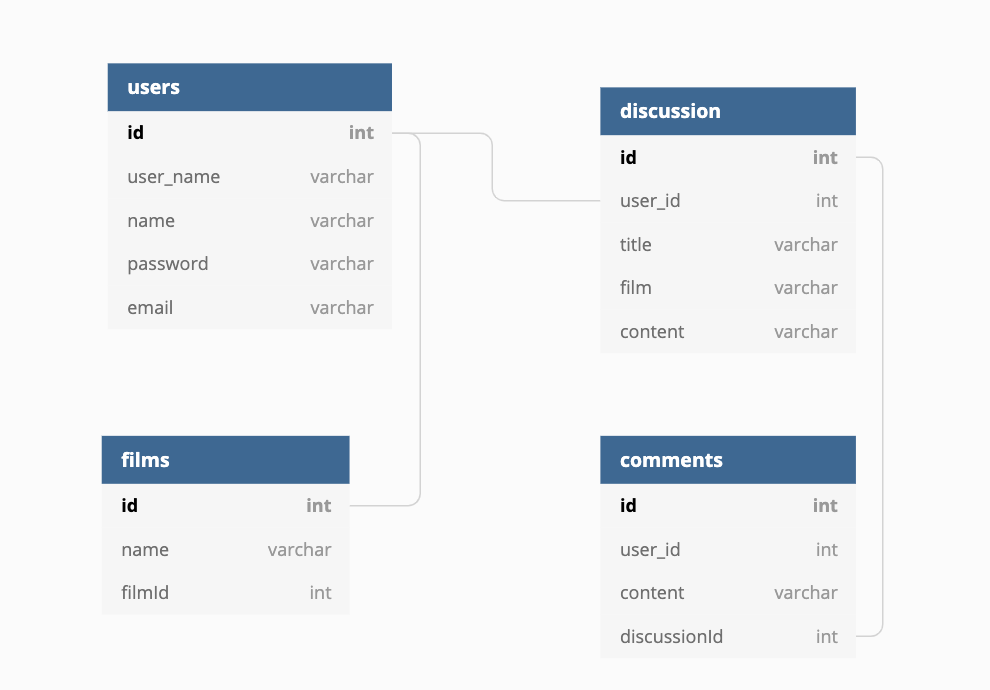 users
id int
user_name varchar
name varchar
password varchar
email varchar
discussion
id int
user_id int
title varchar
film varchar
content varchar
films
id int
name varchar
filmId int
comments
id int
user_id int
content varchar
discussionId int